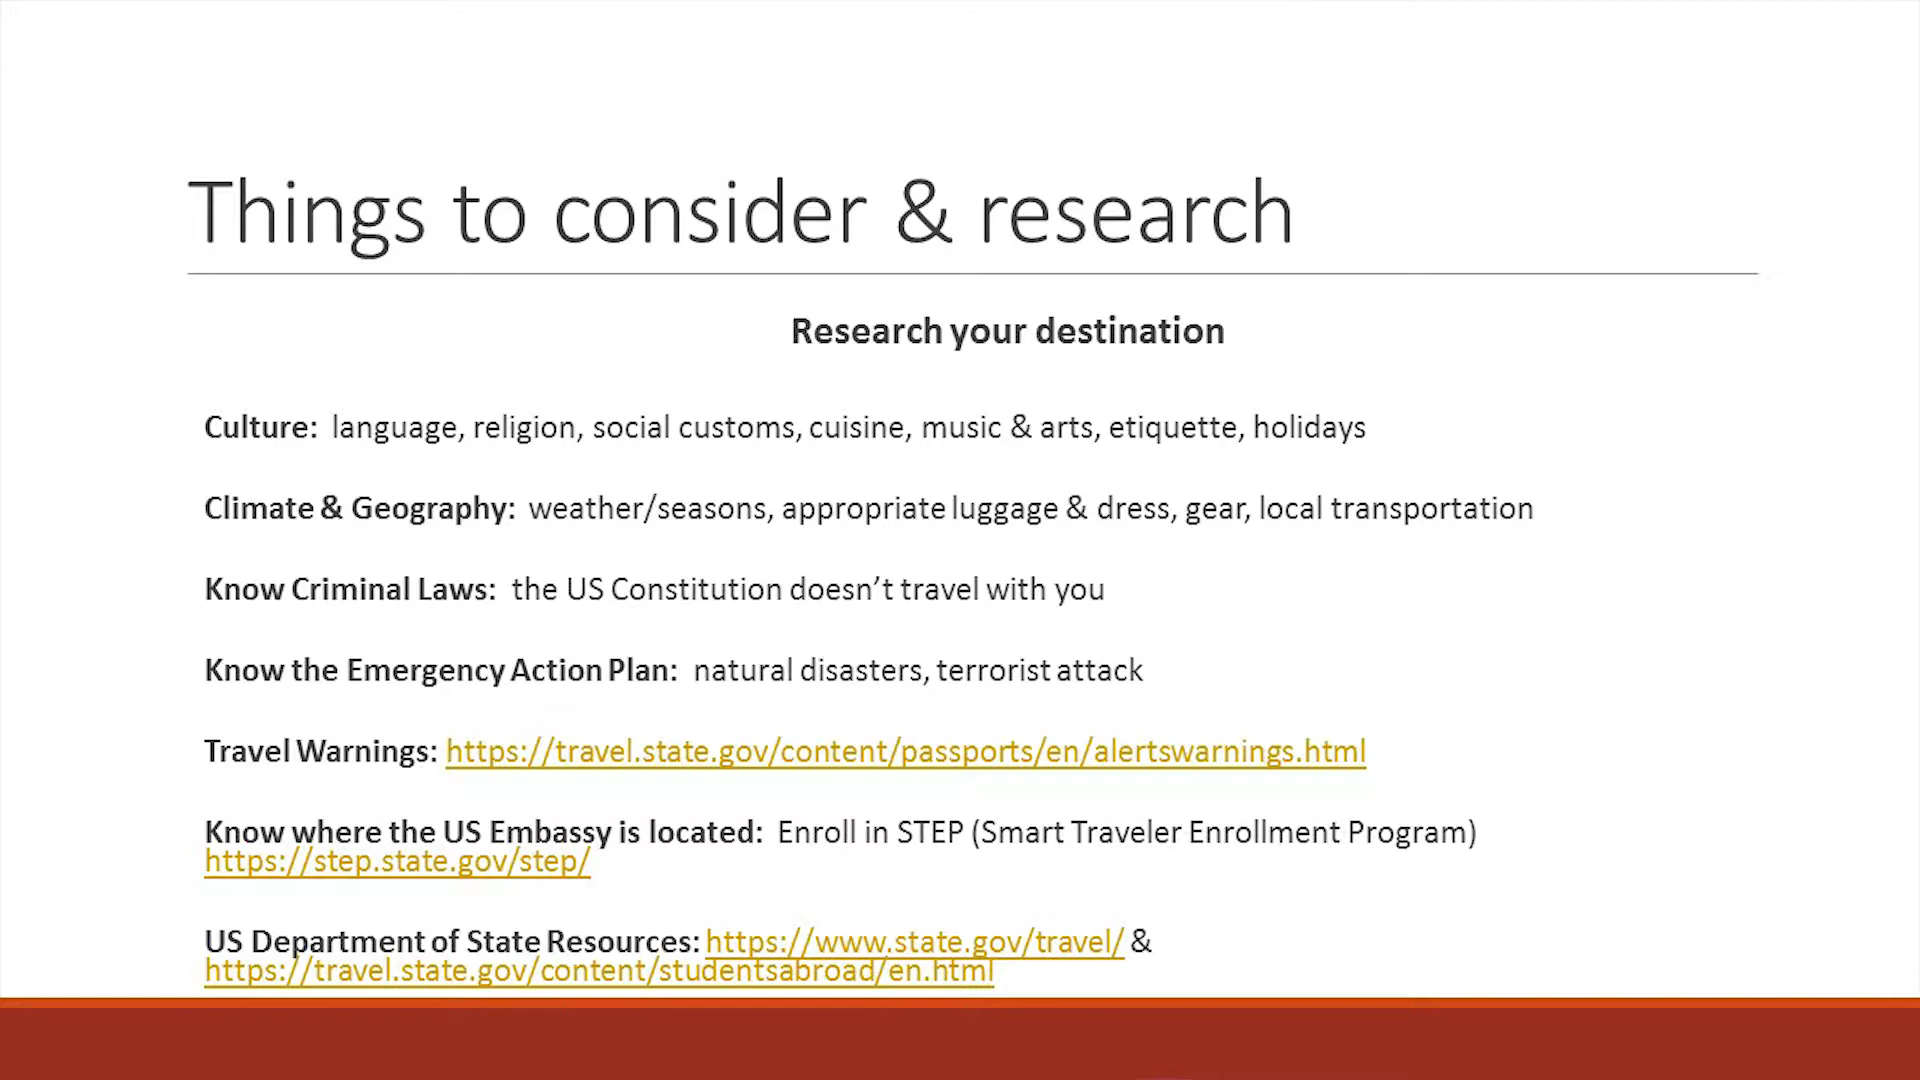 Things to consider & research
Research your destination
Culture: language, religion, social customs, cuisine, music & arts, etiquette, holidays
Climate & Geography: weather/seasons, appropriate luggage & dress, gear, local transportation
Know Criminal Laws: the US Constitution doesn’t travel with you
Know the Emergency Action Plan: natural disasters, terrorist attack
Travel Warnings: https://travel.state.gov/content/passports/en/alertswarnings.html
Know where the US Embassy is located: Enroll in STEP (Smart Traveler Enrollment Program)
https://step.state.gov/step/
US Department of State Resources: https://www.state.gov/travel/ &
https://travel.state.gov/content/studentsabroad/en.html